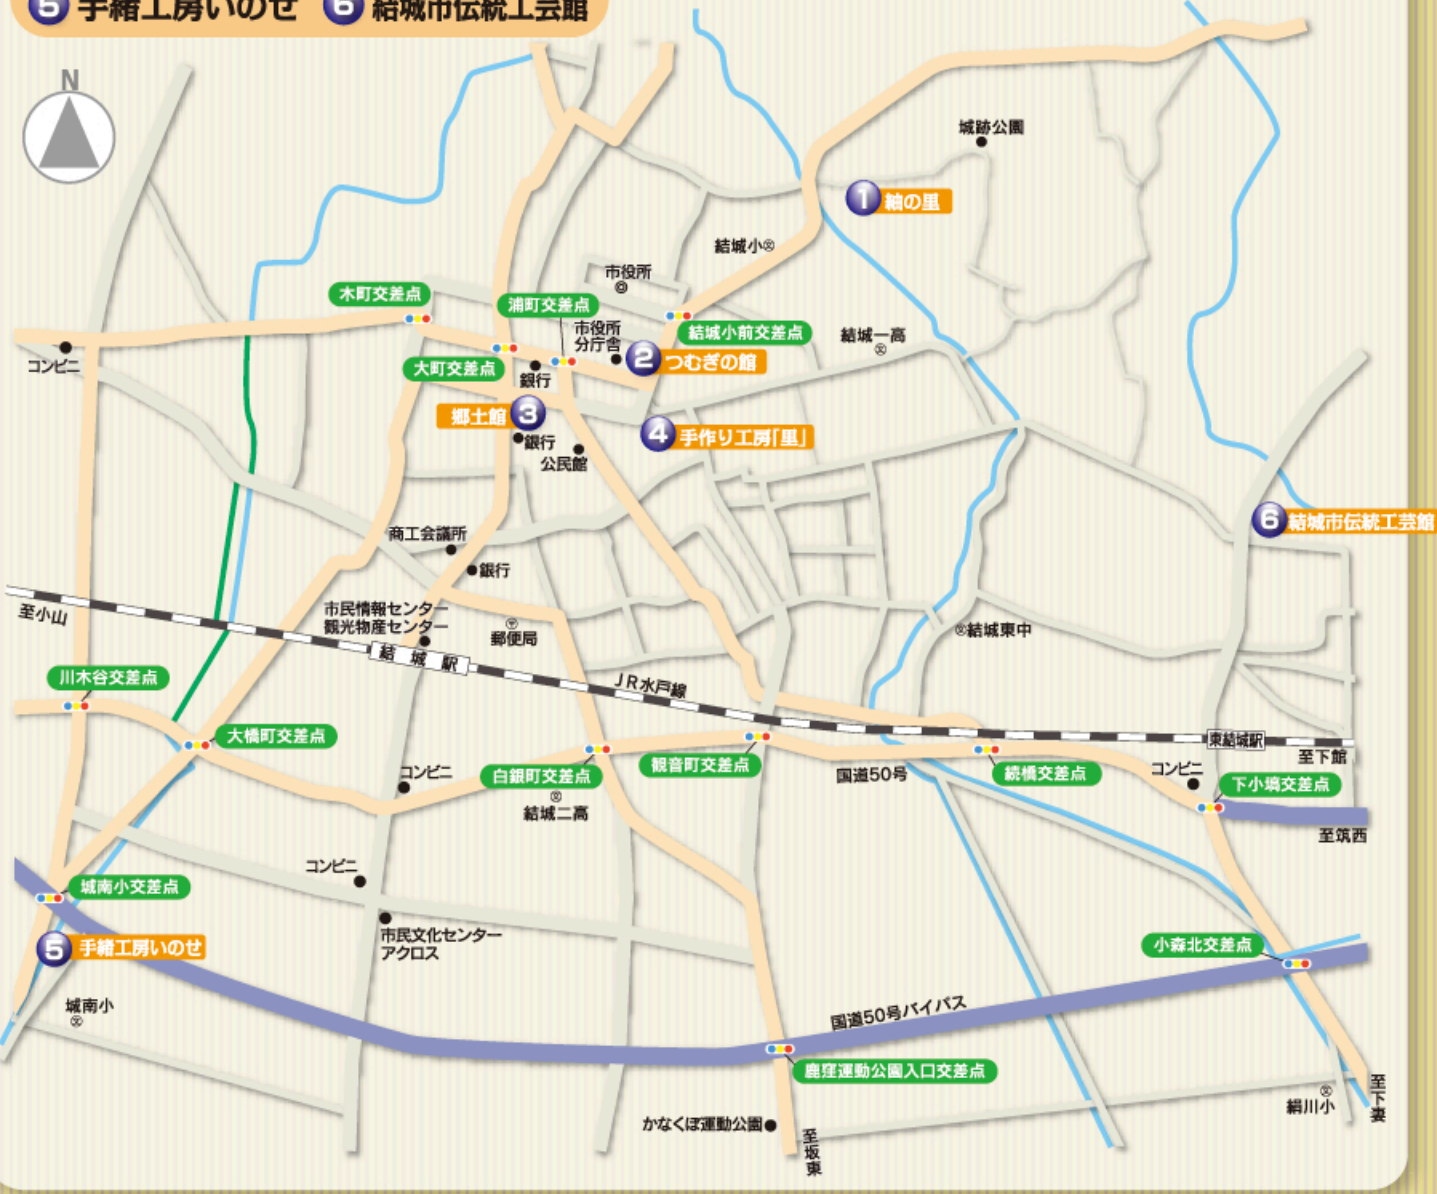 5 手緒工房いのせ 6 結城市伝統工芸館
N
城跡公園
1 紬の里
結城小
市役所
木町交差点
浦町交差点
市役所
分庁舎
結城小前交差点
結城一高
コンビニ
大町交差点
銀行
2 つむぎの館
郷土館 3
銀行
公民館
4 手作り工房「里」
6 結城市伝統工芸館
商工会議所
銀行
市民情報センター
観光物産センター
郵便局
結城東中
至小山
結城駅
JR水戸線
川木谷交差点
大橋町交差点
コンビニ
白銀町交差点
観音町交差点
国道50号
続橋交差点
コンビニ
東結城駅
至下館
下小塙交差点
至筑西
結城二高
コンビニ
城南小交差点
市民文化センター
アクロス
5 手緒工房いのせ
小森北交差点
城南小
国道50号バイパス
鹿窪運動公園入口交差点
かなくぼ運動公園
至坂東
絹川小
至下妻